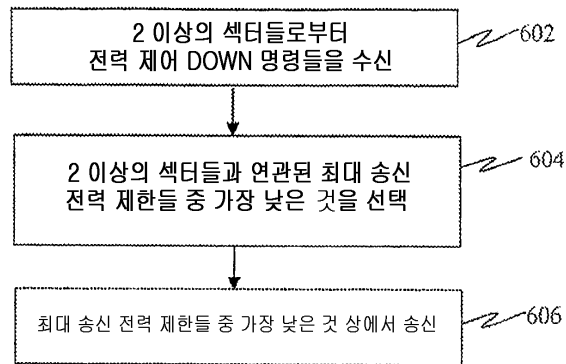 2 이상의 섹터들로부터
전력 제어 DOWN 명령들을 수신
602
2 이상의 섹터들과 연관된 최대 송신
전력 제한들 중 가장 낮은 것을 선택
604
최대 송신 전력 제한들 중 가장 낮은 것 상에서 송신
606